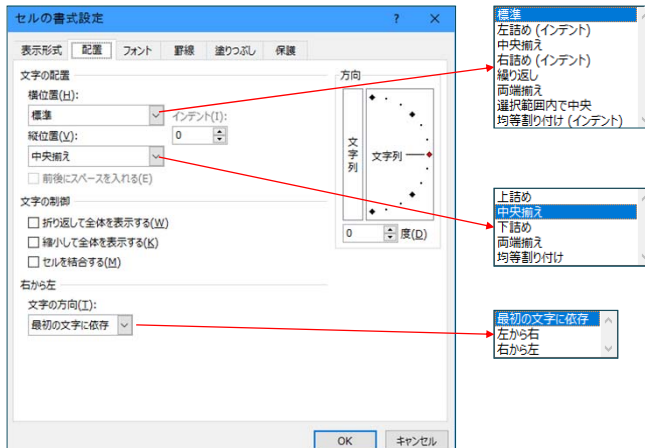 セルの書式設定
? ×
表示形式 配置 フォント 罫線 塗りつぶし 保護
文字の配置
横位置(H):
標準
インデント(I):
0
縦位置(V):
中央揃え
前後にスペースを入れる(E)
文字の制御
折り返して全体を表示する(W)
縮小して全体を表示する(K)
セルを結合する(M)
右から左
文字の方向(T):
最初の文字に依存
方向
文字列
文字列
0 度(D)
OK キャンセル
標準
左詰め (インデント)
中央揃え
右詰め (インデント)
繰り返し
両端揃え
選択範囲内で中央
均等割り付け (インデント)
上詰め
中央揃え
下詰め
両端揃え
均等割り付け
最初の文字に依存
左から右
右から左